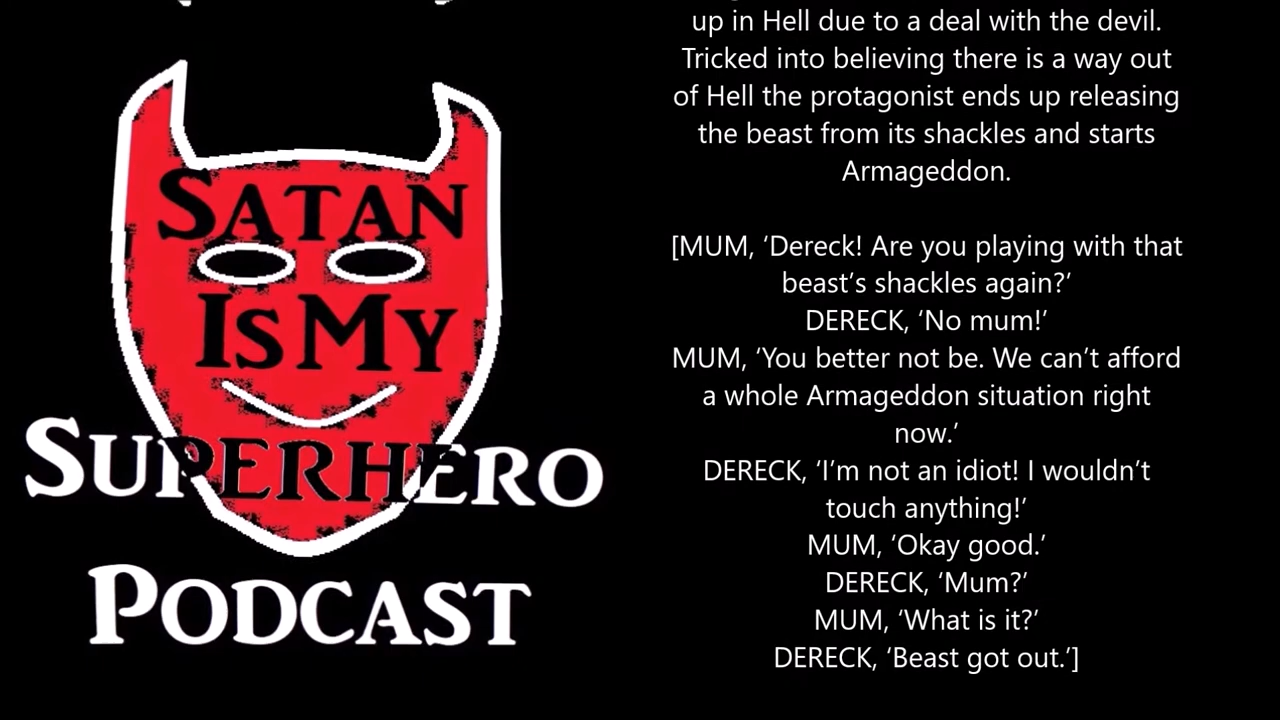 SATAN
IS MY
SUPERHERO
PODCAST
up in Hell due to a deal with the devil.
Tricked into believing there is a way out
of Hell the protagonist ends up releasing
the beast from its shackles and starts
Armageddon.
[MUM, ‘Dereck! Are you playing with that
beast’s shackles again?’
DERECK, ‘No mum!’
MUM, ‘You better not be. We can’t afford
a whole Armageddon situation right
now.’
DERECK, ‘I’m not an idiot! I wouldn’t
touch anything!’
MUM, ‘Okay good.’
DERECK, ‘Mum?’
MUM, ‘What is it?’
DERECK, ‘Beast got out.’]